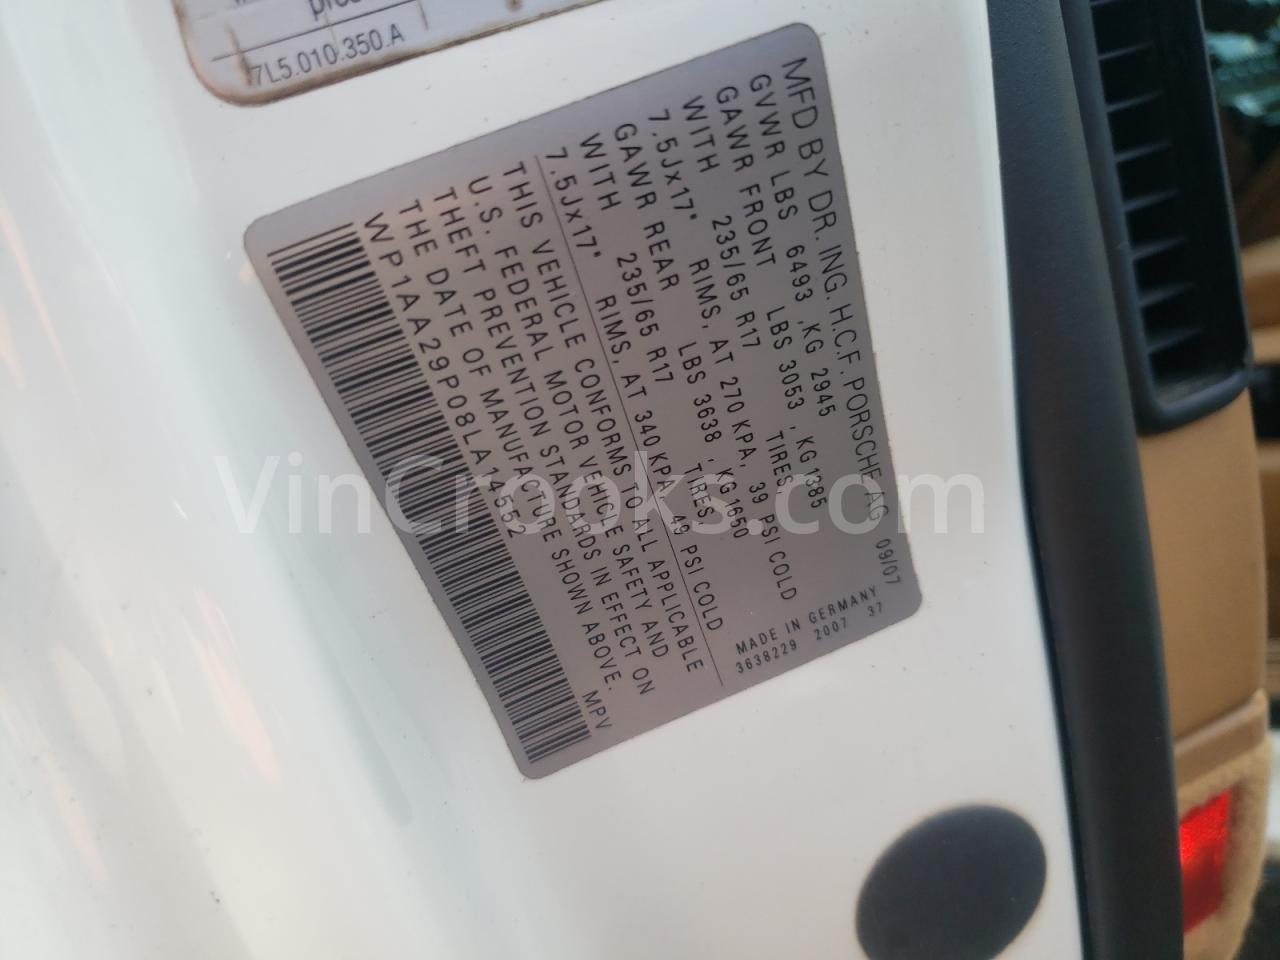 7L5.010.350.A
MFD BY DR. ING. H.C.F. PORSCHE AG 09/07
GVWR LBS 6493 ,KG 2945
GAWR FRONT LBS 3053 , KG 1385
WITH 235/65 R17 TIRES
7.5Jx17" RIMS, AT 270 KPA, 39 PSI COLD
GAWR REAR LBS 3638 , KG 1650
WITH 235/65 R17 TIRES
7.5Jx17" RIMS, AT 340 KPA, 49 PSI COLD
MADE IN GERMANY
3638229 2007 37
THIS VEHICLE CONFORMS TO ALL APPLICABLE
U.S. FEDERAL MOTOR VEHICLE SAFETY AND
THEFT PREVENTION STANDARDS IN EFFECT ON
THE DATE OF MANUFACTURE SHOWN ABOVE.
WP1AA29P08LA14552 MPV
VinCrooks.com